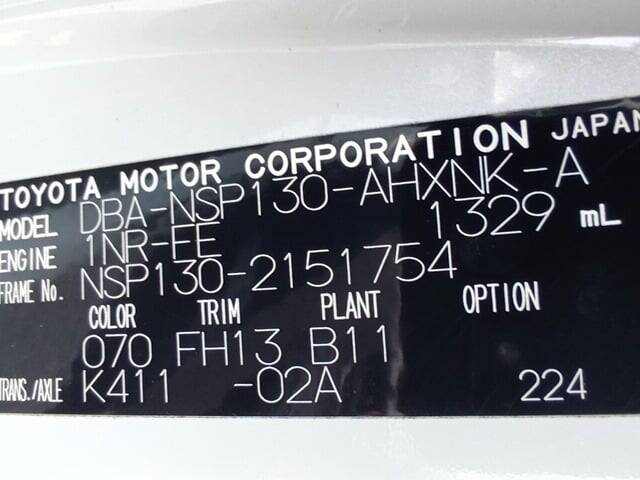 TOYOTA MOTOR CORPORATION JAPAN
MODEL DBA-NSP130-AHXNK-A
ENGINE 1NR-FE 1329 mL
FRAME No. NSP130-2151754
COLOR TRIM PLANT OPTION
070 FH13 B11
TRANS./AXLE K411 -02A 224